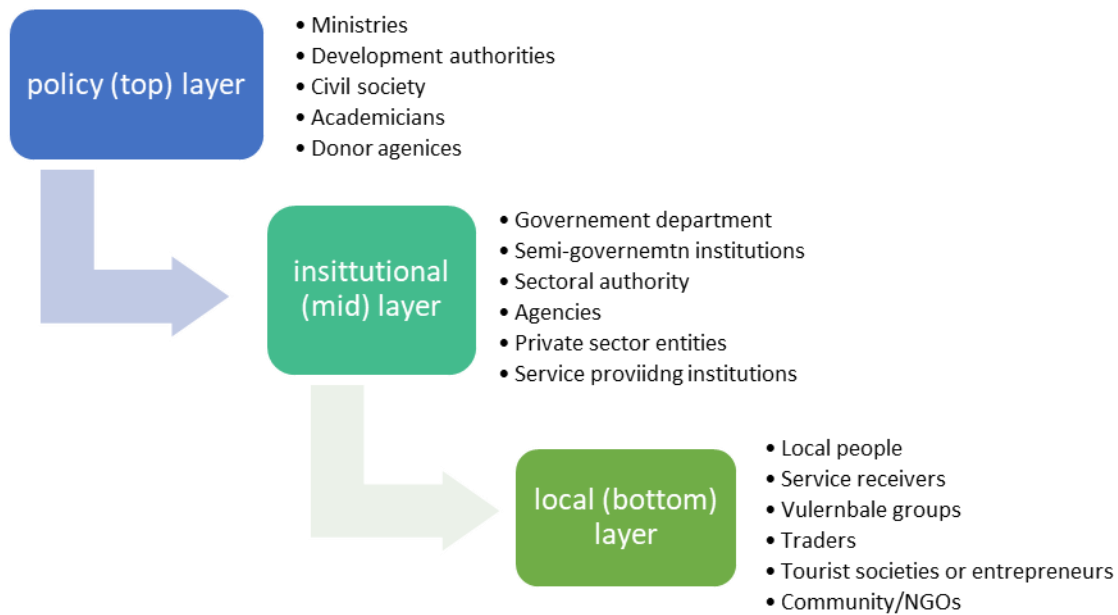 policy (top) layer
• Ministries
• Development authorities
• Civil society
• Academicians
• Donor agenices
insittutional
(mid) layer
• Governement department
• Semi-governemtn institutions
• Sectoral authority
• Agencies
• Private sector entities
• Service proviidng institutions
local (bottom)
layer
• Local people
• Service receivers
• Vulernbale groups
• Traders
• Tourist societies or entrepreneurs
• Community/NGOs